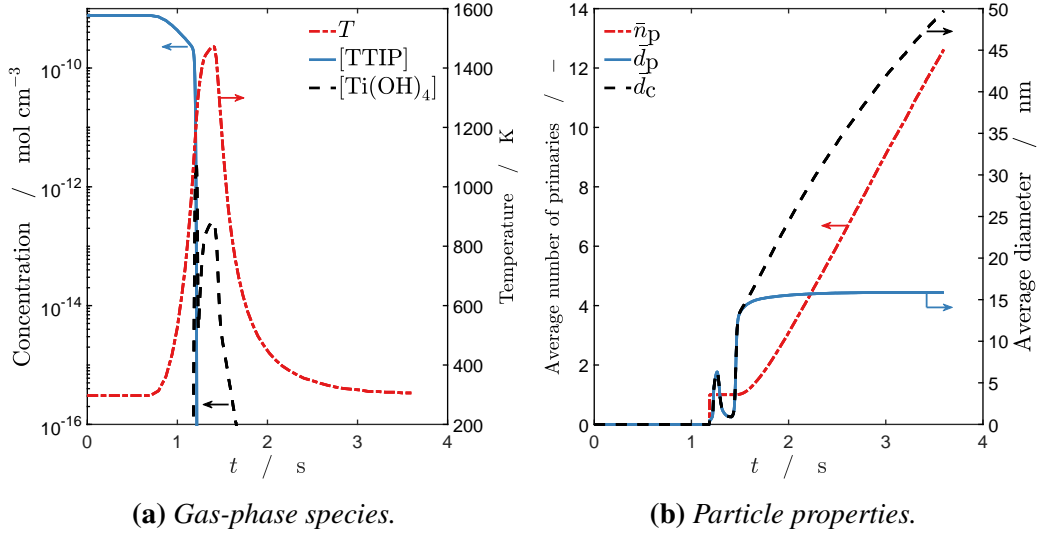 T
[TTIP]
[Ti(OH)4]
10^-10
10^-12
10^-14
10^-16
Concentration / mol cm^-3
1600
1400
1200
1000
800
600
400
200
Temperature / K
0 1 2 3 4
t / s
(a) Gas-phase species.
n̄p
d̄p
d̄c
14
12
10
8
6
4
2
0
Average number of primaries / -
50
45
40
35
30
25
20
15
10
5
0
Average diameter / nm
0 1 2 3 4
t / s
(b) Particle properties.